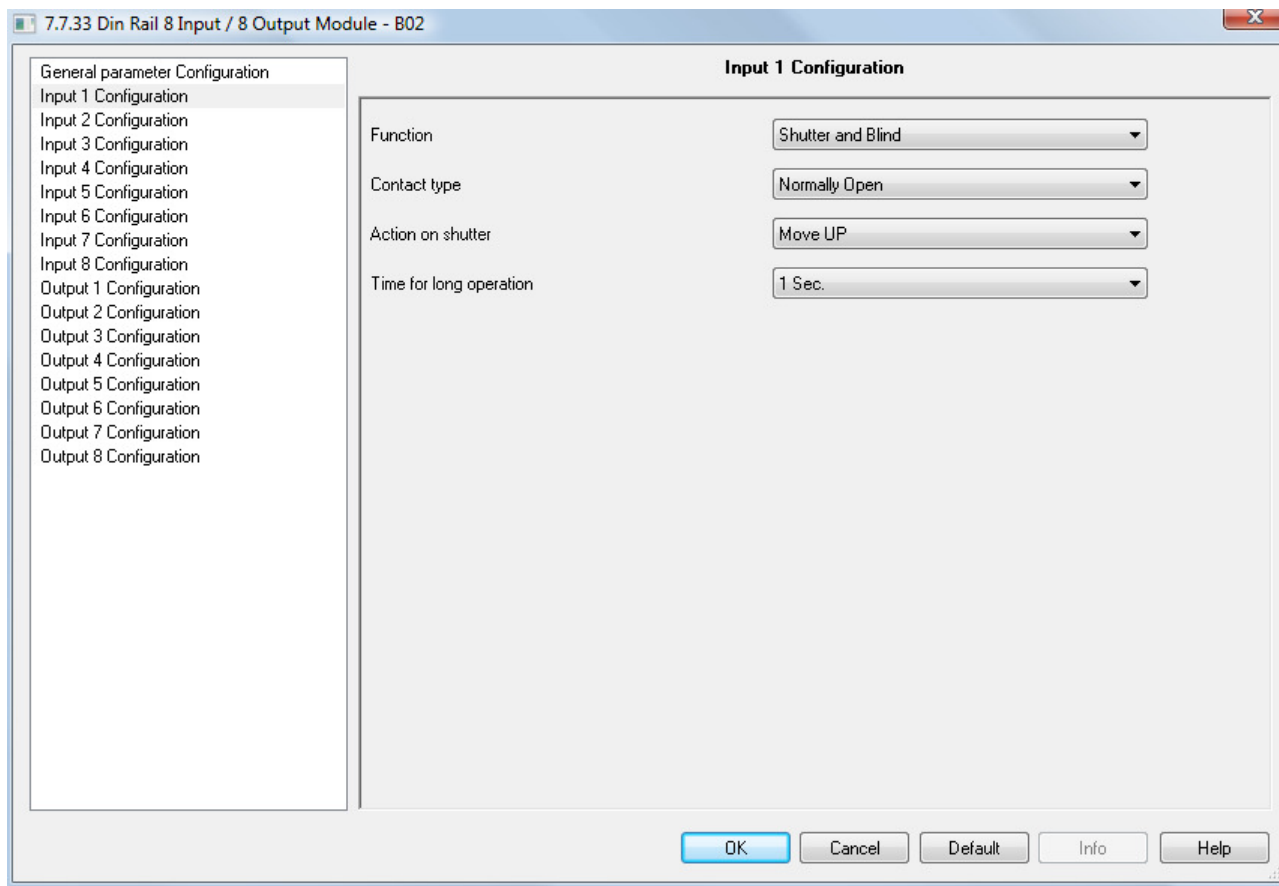 7.7.33 Din Rail 8 Input / 8 Output Module - B02
General parameter Configuration
Input 1 Configuration
Input 2 Configuration
Input 3 Configuration
Input 4 Configuration
Input 5 Configuration
Input 6 Configuration
Input 7 Configuration
Input 8 Configuration
Output 1 Configuration
Output 2 Configuration
Output 3 Configuration
Output 4 Configuration
Output 5 Configuration
Output 6 Configuration
Output 7 Configuration
Output 8 Configuration
Input 1 Configuration
Function Shutter and Blind
Contact type Normally Open
Action on shutter Move UP
Time for long operation 1 Sec.
OK Cancel Default Info Help